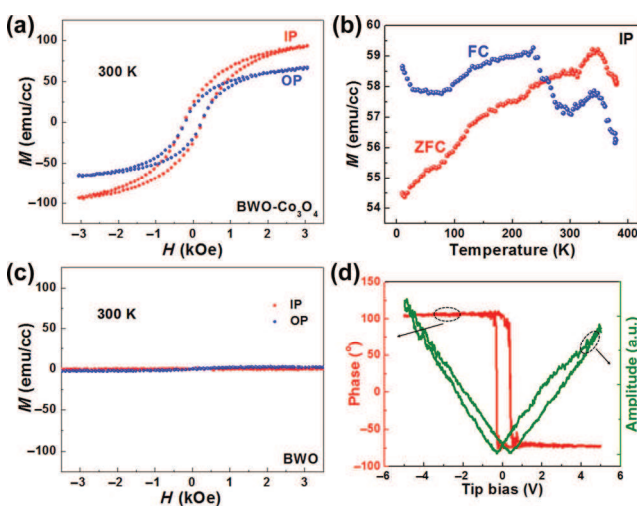 (a)
IP
300 K
OP
BWO-Co3O4
M (emu/cc)
100
50
0
−50
−100
−3 −2 −1 0 1 2 3
H (kOe)
(b)
IP
FC
ZFC
M (emu/cc)
60
59
58
57
56
55
54
0 100 200 300 400
Temperature (K)
(c)
300 K
IP
OP
BWO
M (emu/cc)
100
50
0
−50
−100
−3 −2 −1 0 1 2 3
H (kOe)
(d)
Phase (°)
150
100
50
0
−50
−100
Amplitude (a.u.)
−6 −4 −2 0 2 4 6
Tip bias (V)